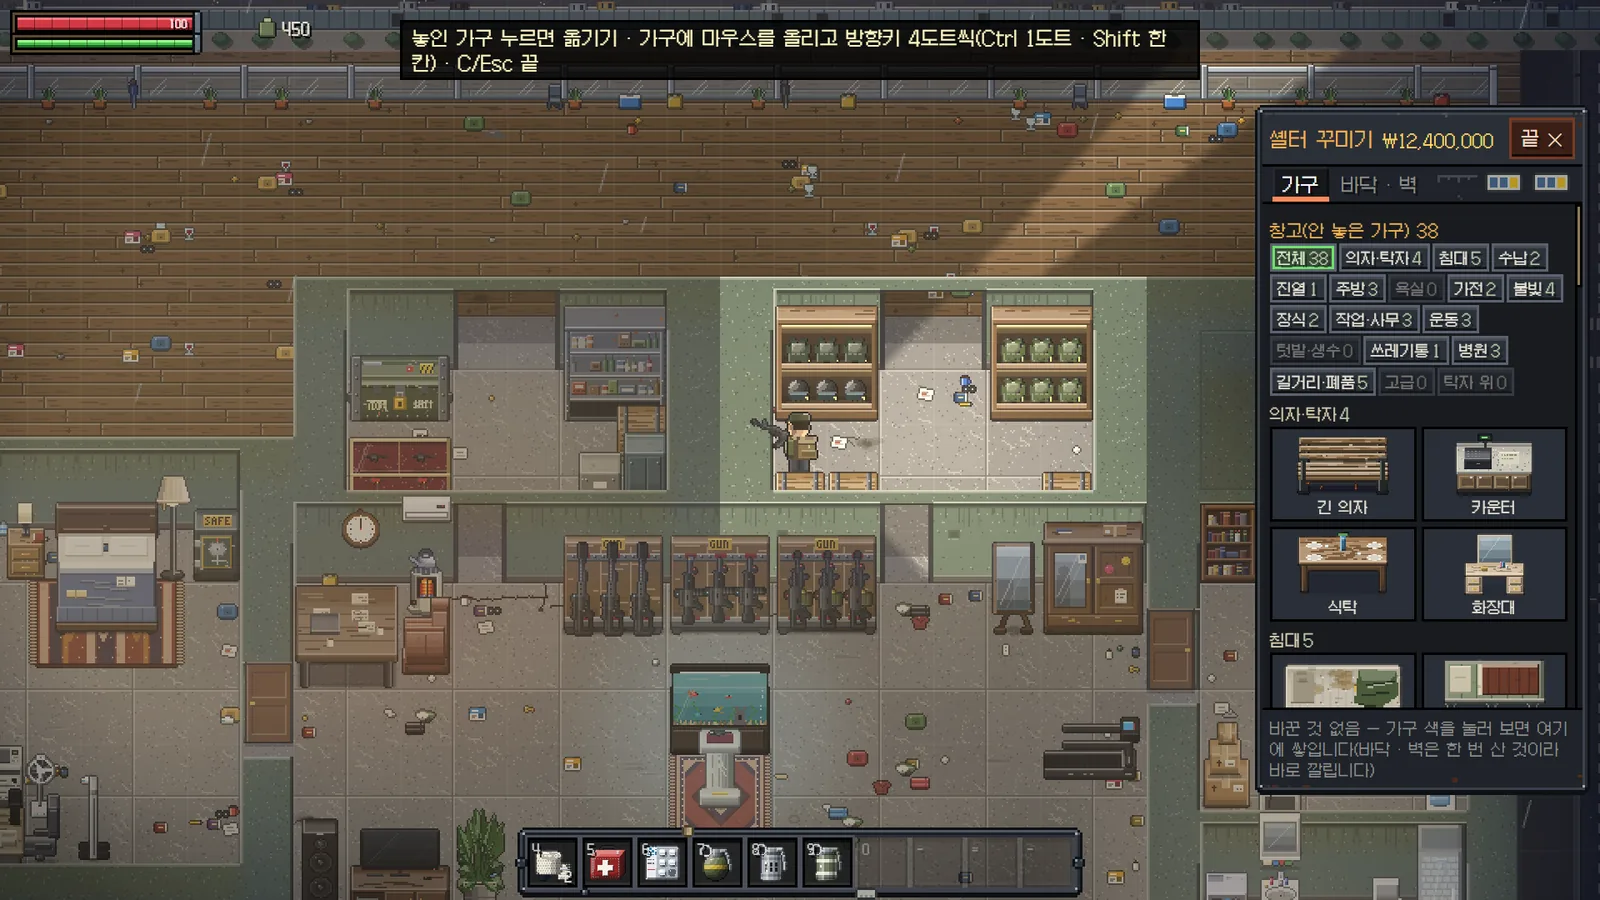 100
450
놓인 가구 누르면 옮기기 · 가구에 마우스를 올리고 방향키 4도트씩(Ctrl 1도트 · Shift 한
칸) · C/Esc 끝
셸터 꾸미기 ₩12,400,000 끝 ×
가구 바닥 · 벽
창고(안 놓은 가구) 38
전체 38 의자·탁자 4 침대 5 수납 2
진열 1 주방 3 욕실 0 가전 2 불빛 4
장식 2 작업·사무 3 운동 3
텃밭·생수 0 쓰레기통 1 병원 3
길거리·폐품 5 고급 0 탁자 위 0
의자·탁자 4
긴 의자 카운터
식탁 화장대
침대 5
바꾼 것 없음 — 가구 색을 눌러 보면 여기
에 쌓입니다(바닥 · 벽은 한 번 산 것이라
바로 깔립니다)
SAFE
GUN GUN GUN
4 5 6 7 8 9 0